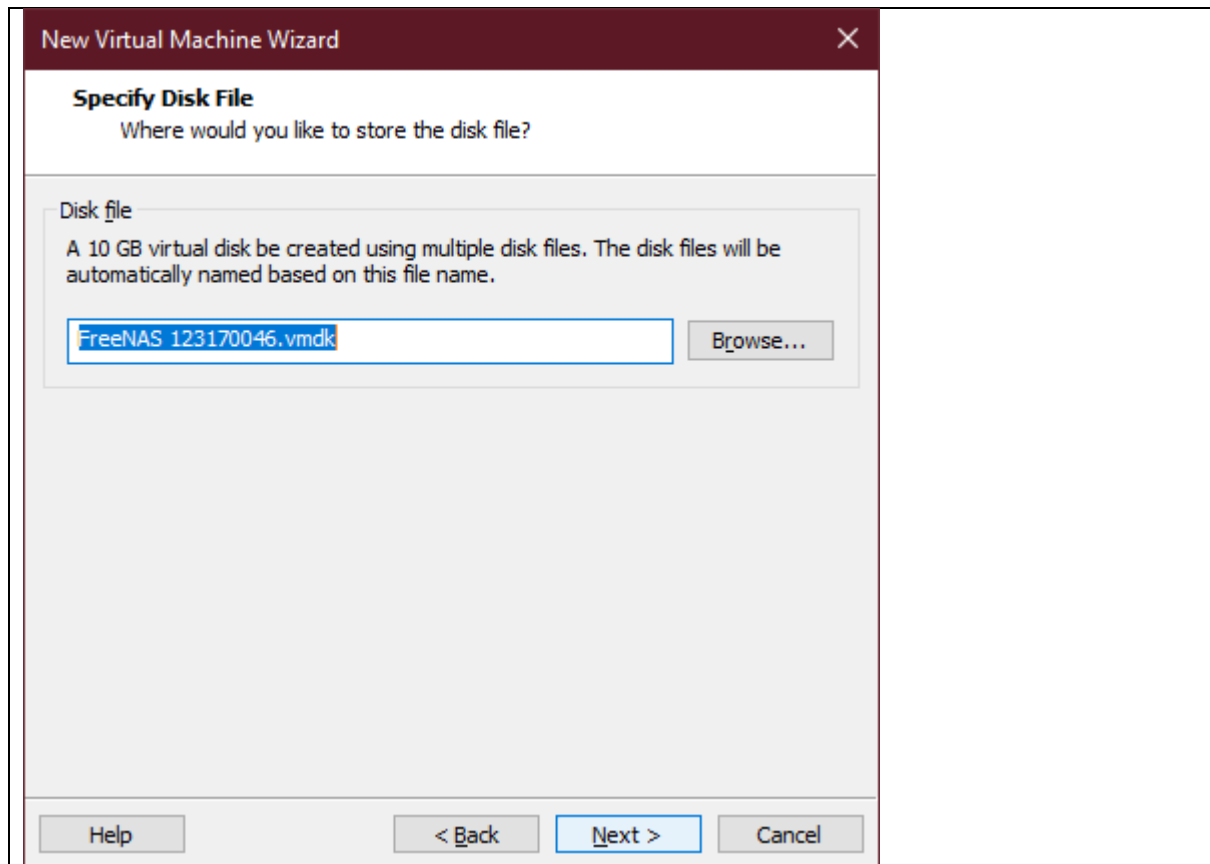 New Virtual Machine Wizard
Specify Disk File
Where would you like to store the disk file?
Disk file
A 10 GB virtual disk be created using multiple disk files. The disk files will be
automatically named based on this file name.
FreeNAS 123170046.vmdk
Browse...
Help
< Back
Next >
Cancel